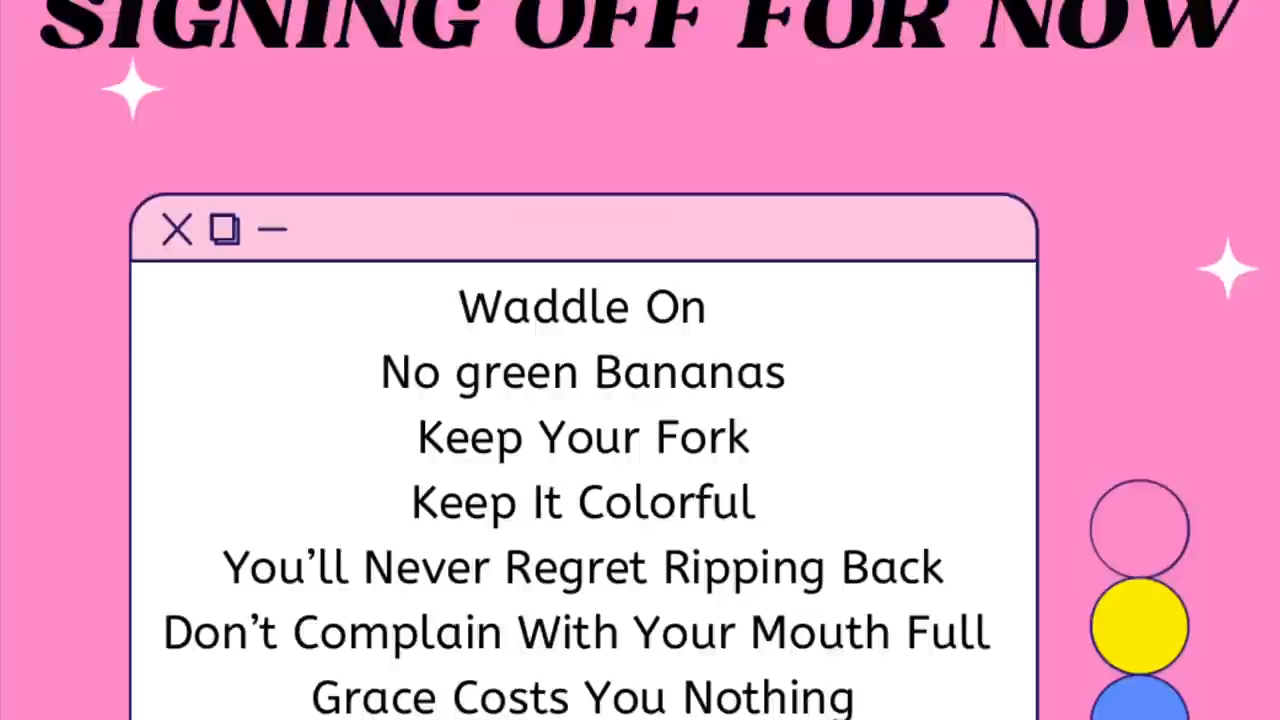 SIGNING OFF FOR NOW
Waddle On
No green Bananas
Keep Your Fork
Keep It Colorful
You'll Never Regret Ripping Back
Don't Complain With Your Mouth Full
Grace Costs You Nothing